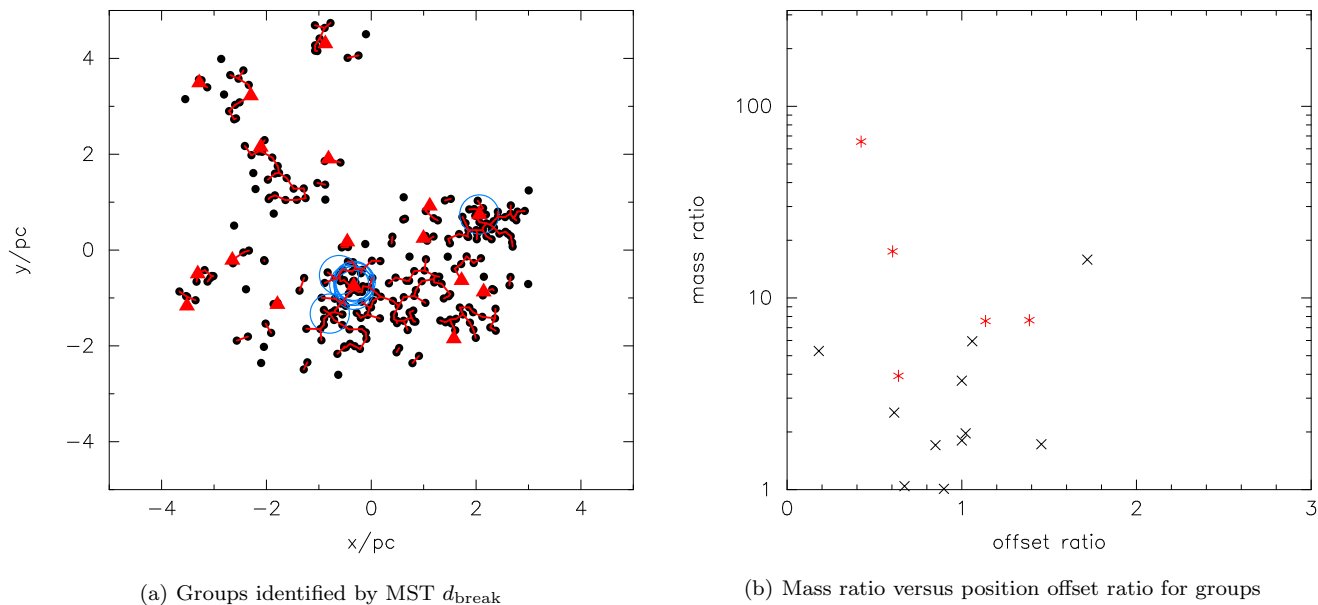 y/pc
4
2
0
−2
−4
−4
−2
0
2
4
x/pc
mass ratio
100
10
1
0
1
2
3
offset ratio
(a) Groups identified by MST d_break
(b) Mass ratio versus position offset ratio for groups